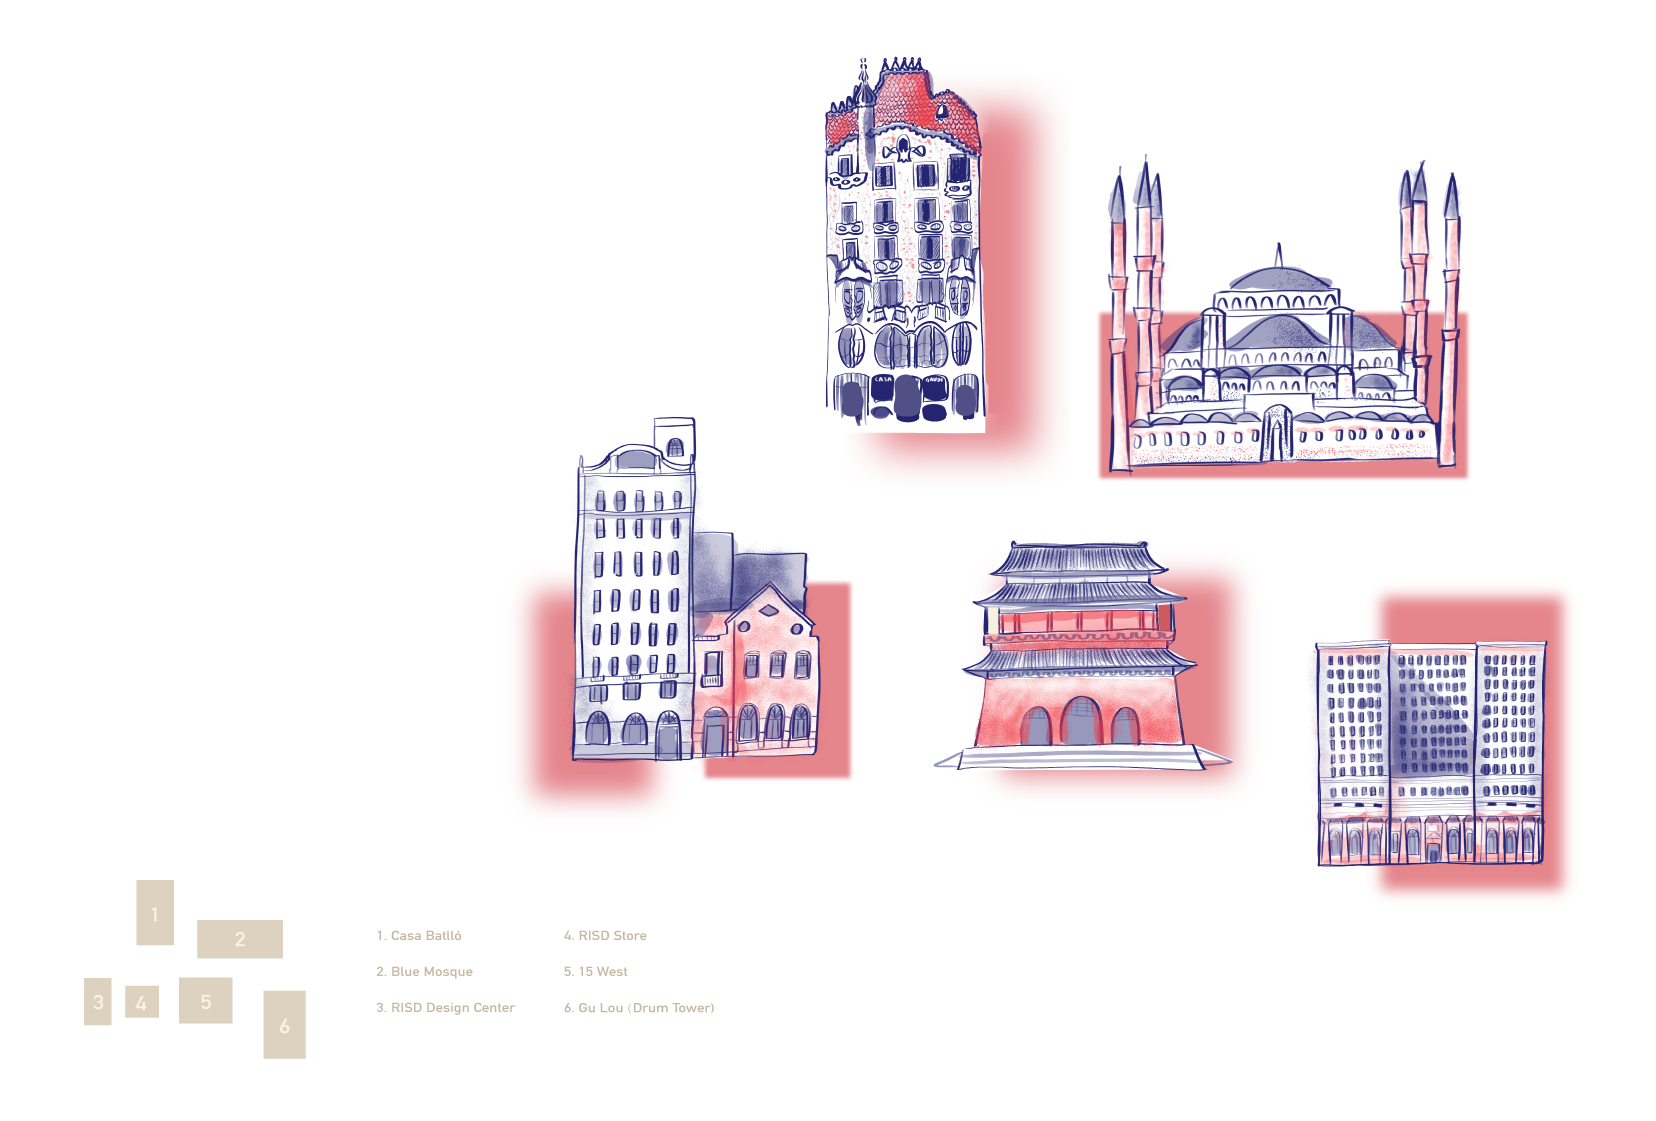 CASA GAUDI
1
2
3
4
5
6
1. Casa Batlló
2. Blue Mosque
3. RISD Design Center
4. RISD Store
5. 15 West
6. Gu Lou (Drum Tower)